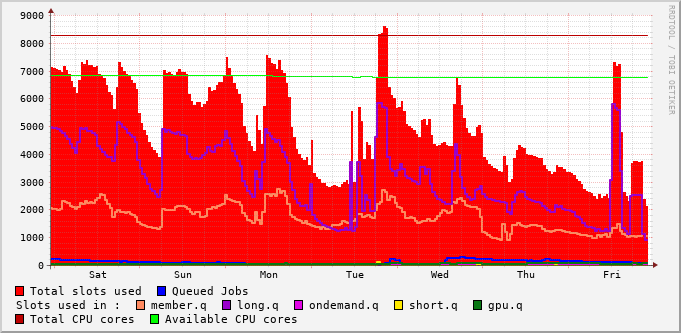 9000
8000
7000
6000
5000
4000
3000
2000
1000
0
Sat Sun Mon Tue Wed Thu Fri
RRDTOOL / TOBI OETIKER
Total slots used Queued Jobs
Slots used in : member.q long.q ondemand.q short.q gpu.q
Total CPU cores Available CPU cores